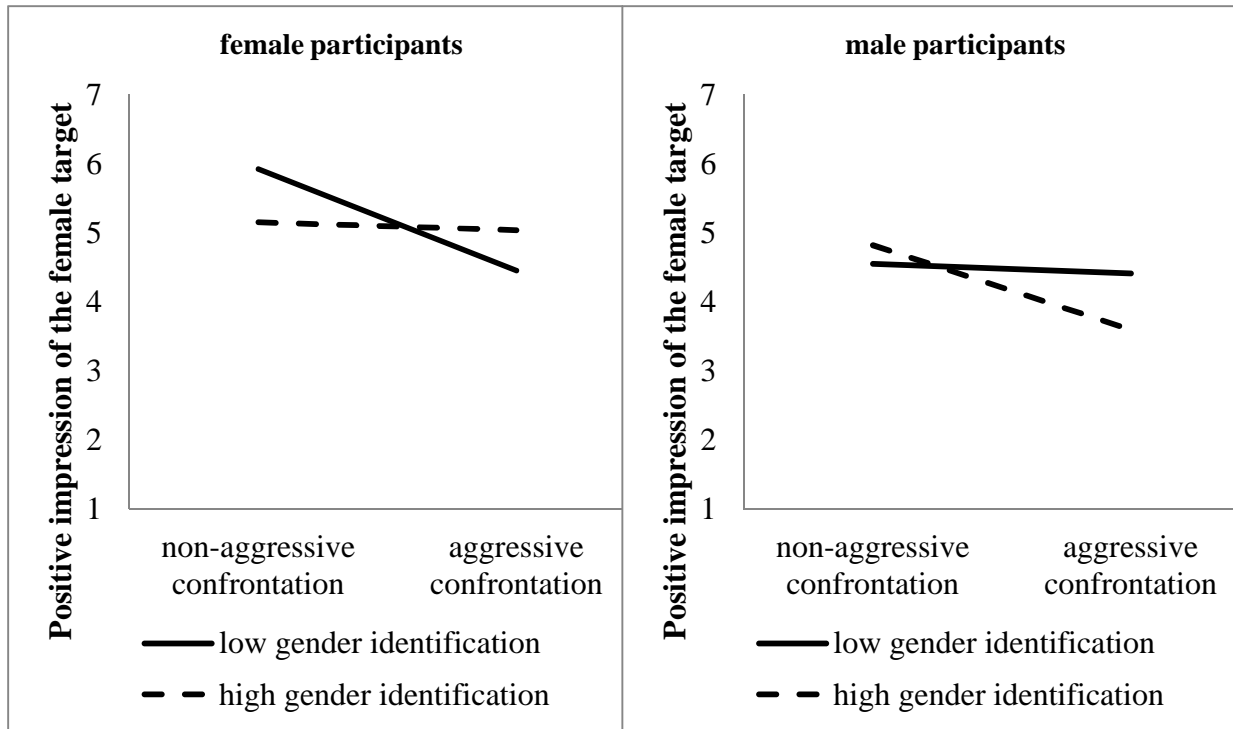 female participants
Positive impression of the female target
7
6
5
4
3
2
1
non-aggressive
confrontation
aggressive
confrontation
low gender identification
high gender identification
male participants
Positive impression of the female target
7
6
5
4
3
2
1
non-aggressive
confrontation
aggressive
confrontation
low gender identification
high gender identification